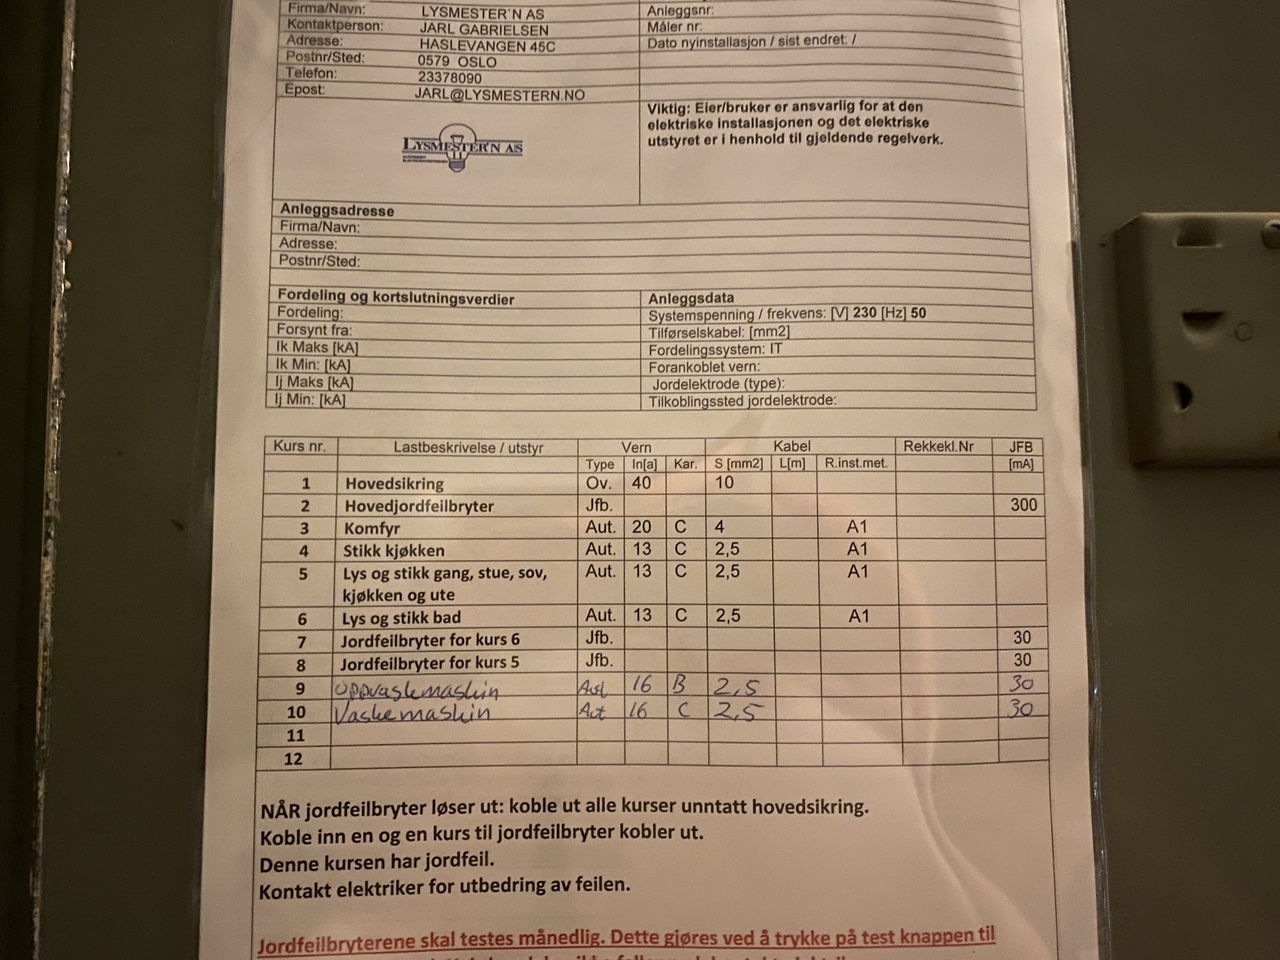 Firma/Navn: LYSMESTER'N AS Anleggsnr:
Kontaktperson: JARL GABRIELSEN Måler nr:
Adresse: HASLEVANGEN 45C Dato nyinstallasjon / sist endret: /
Postnr/Sted: 0579 OSLO
Telefon: 23378090
Epost: JARL@LYSMESTERN.NO
Viktig: Eier/bruker er ansvarlig for at den
elektriske installasjonen og det elektriske
utstyret er i henhold til gjeldende regelverk.
LYSMESTER'N AS
Anleggsadresse
Firma/Navn:
Adresse:
Postnr/Sted:
Fordeling og kortslutningsverdier Anleggsdata
Fordeling: Systemspenning / frekvens: [V] 230 [Hz] 50
Forsynt fra: Tilførselskabel: [mm2]
Ik Maks [kA] Fordelingssystem: IT
Ik Min: [kA] Forankoblet vern:
Ij Maks [kA] Jordelektrode (type):
Ij Min: [kA] Tilkoblingssted jordelektrode:
Kurs nr. Lastbeskrivelse / utstyr Vern Kabel Rekkekl.Nr JFB
Type In[a] Kar. S [mm2] L[m] R.inst.met. [mA]
1 Hovedsikring Ov. 40 10
2 Hovedjordfeilbryter Jfb. 300
3 Komfyr Aut. 20 C 4 A1
4 Stikk kjøkken Aut. 13 C 2,5 A1
5 Lys og stikk gang, stue, sov, Aut. 13 C 2,5 A1
kjøkken og ute
6 Lys og stikk bad Aut. 13 C 2,5 A1
7 Jordfeilbryter for kurs 6 Jfb. 30
8 Jordfeilbryter for kurs 5 Jfb. 30
9 Oppvaskemaskin Aut 16 B 2,5 30
10 Vaskemaskin Aut 16 C 2,5 30
11
12
NÅR jordfeilbryter løser ut: koble ut alle kurser unntatt hovedsikring.
Koble inn en og en kurs til jordfeilbryter kobler ut.
Denne kursen har jordfeil.
Kontakt elektriker for utbedring av feilen.
Jordfeilbryterene skal testes månedlig. Dette gjøres ved å trykke på test knappen til